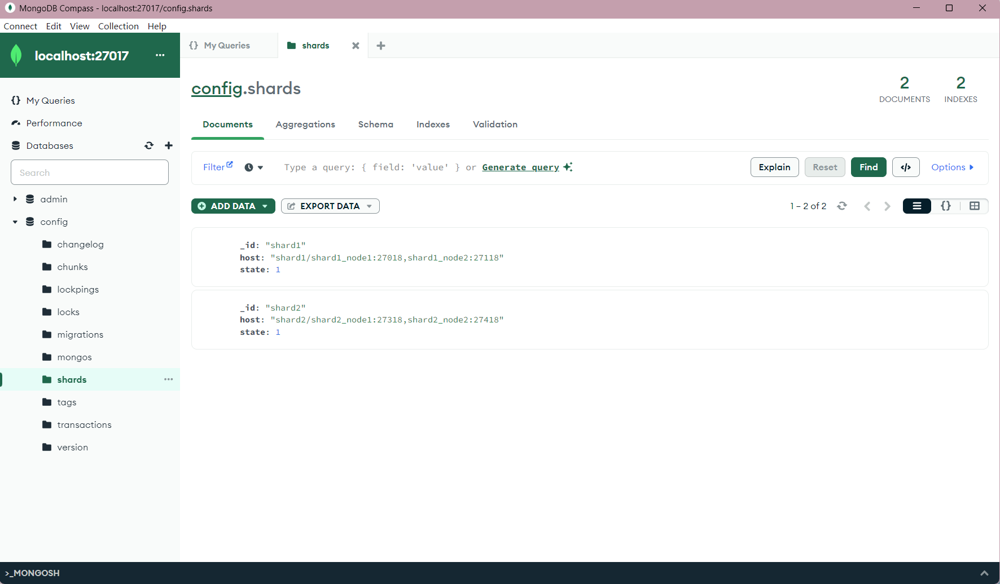 MongoDB Compass - localhost:27017/config.shards
Connect Edit View Collection Help
localhost:27017 ...
My Queries
Performance
Databases
Search
admin
config
changelog
chunks
lockpings
locks
migrations
mongos
shards ...
tags
transactions
version
{} My Queries
shards
config.shards
2 DOCUMENTS
2 INDEXES
Documents Aggregations Schema Indexes Validation
Filter Type a query: { field: 'value' } or Generate query Explain Reset Find </> Options
ADD DATA EXPORT DATA 1 – 2 of 2 {}
_id: "shard1"
host: "shard1/shard1_node1:27018,shard1_node2:27118"
state: 1
_id: "shard2"
host: "shard2/shard2_node1:27318,shard2_node2:27418"
state: 1
>_MONGOSH